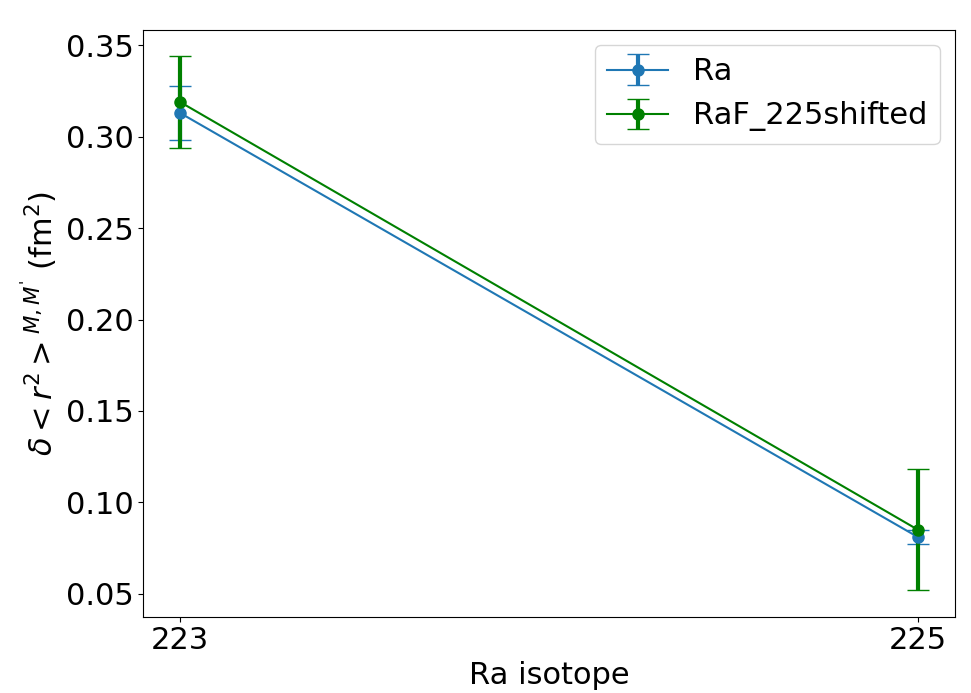 0.35
0.30
0.25
0.20
0.15
0.10
0.05
δ < r² >^{M, M'} (fm²)
Ra
RaF_225shifted
223
225
Ra isotope